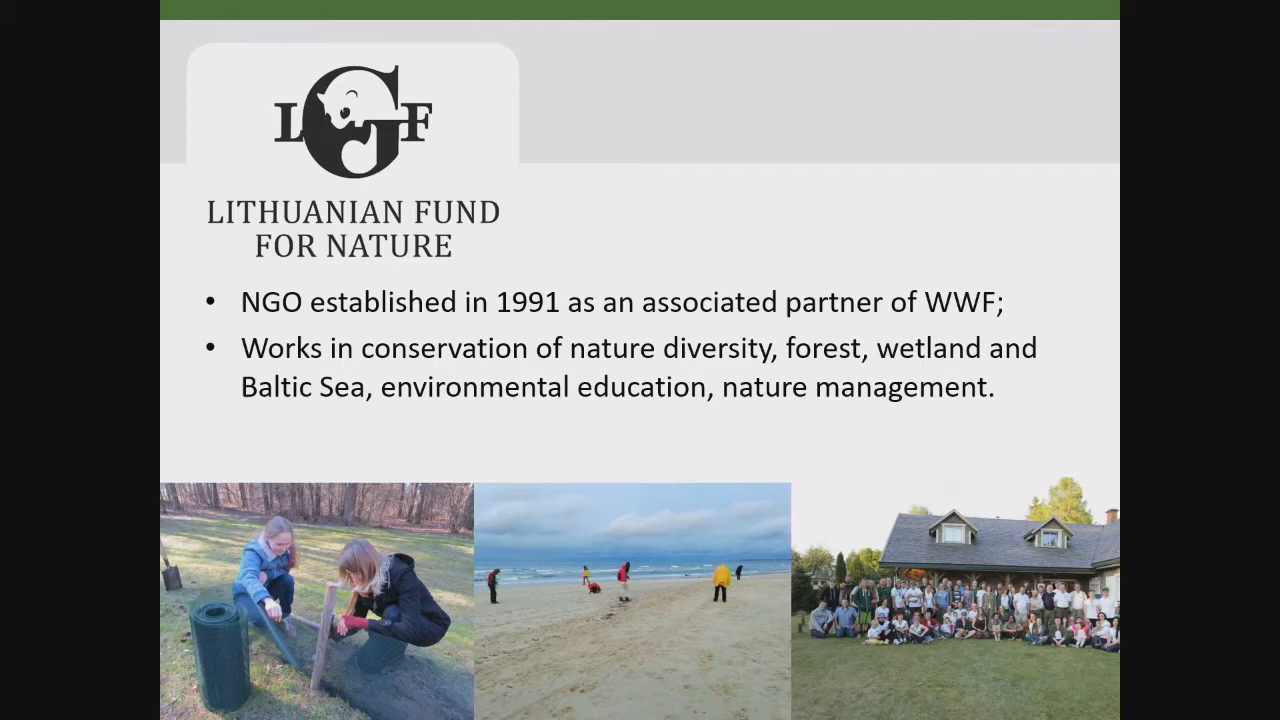 LGF
LITHUANIAN FUND
FOR NATURE
• NGO established in 1991 as an associated partner of WWF;
• Works in conservation of nature diversity, forest, wetland and
Baltic Sea, environmental education, nature management.